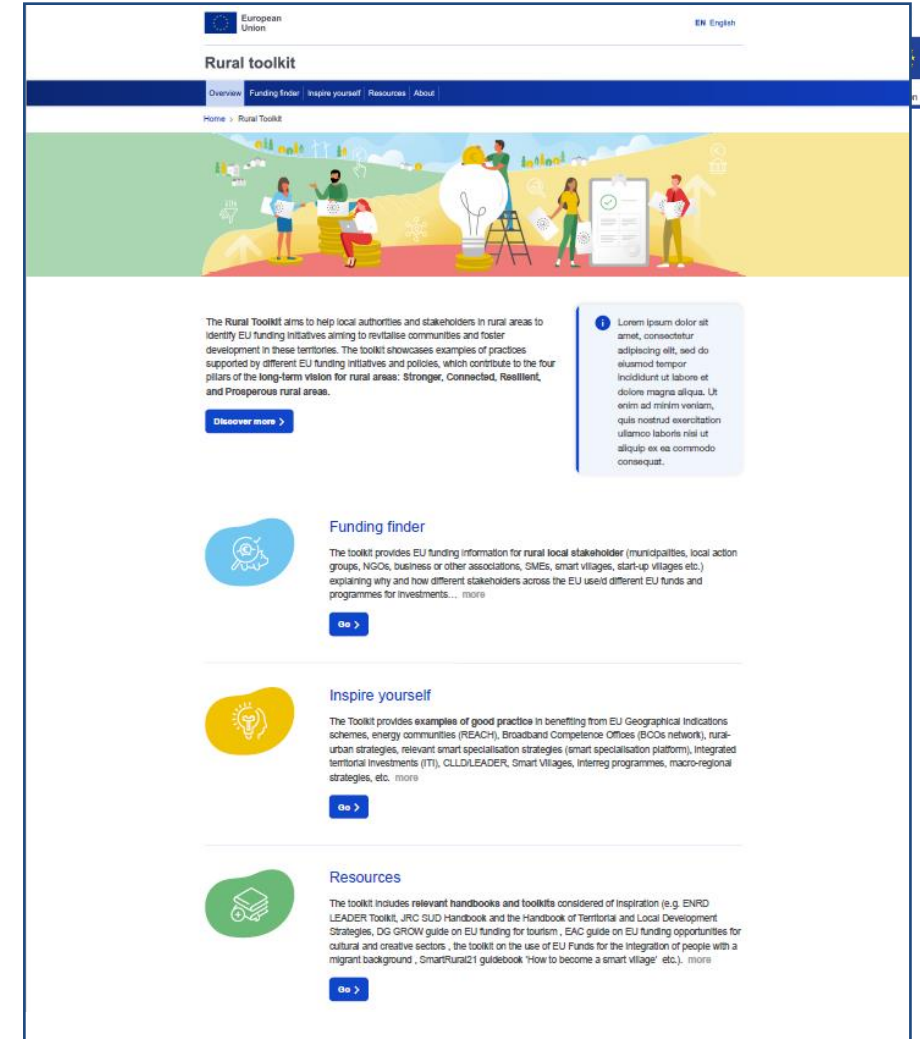 European
Union
EN English
Rural toolkit
Overview Funding finder Inspire yourself Resources About
Home > Rural Toolkit
The Rural Toolkit aims to help local authorities and stakeholders in rural areas to
identify EU funding initiatives aiming to revitalise communities and foster
development in these territories. The toolkit showcases examples of practices
supported by different EU funding initiatives and policies, which contribute to the four
pillars of the long-term vision for rural areas: Stronger, Connected, Resilient,
and Prosperous rural areas.
Discover more >
Lorem ipsum dolor sit
amet, consectetur
adipiscing elit, sed do
eiusmod tempor
incididunt ut labore et
dolore magna aliqua. Ut
enim ad minim veniam,
quis nostrud exercitation
ullamco laboris nisi ut
aliquip ex ea commodo
consequat.
Funding finder
The toolkit provides EU funding information for rural local stakeholder (municipalities, local action
groups, NGOs, business or other associations, SMEs, smart villages, start-up villages etc.)
explaining why and how different stakeholders across the EU use/d different EU funds and
programmes for investments… more
Go >
Inspire yourself
The Toolkit provides examples of good practice in benefiting from EU Geographical Indications
schemes, energy communities (REACH), Broadband Competence Offices (BCOs network), rural-
urban strategies, relevant smart specialisation strategies (smart specialisation platform), integrated
territorial investments (ITI), CLLD/LEADER, Smart Villages, Interreg programmes, macro-regional
strategies, etc. more
Go >
Resources
The toolkit includes relevant handbooks and toolkits considered of inspiration (e.g. ENRD
LEADER Toolkit, JRC SUD Handbook and the Handbook of Territorial and Local Development
Strategies, DG GROW guide on EU funding for tourism , EAC guide on EU funding opportunities for
cultural and creative sectors , the toolkit on the use of EU Funds for the integration of people with a
migrant background , SmartRural21 guidebook 'How to become a smart village' etc.). more
Go >